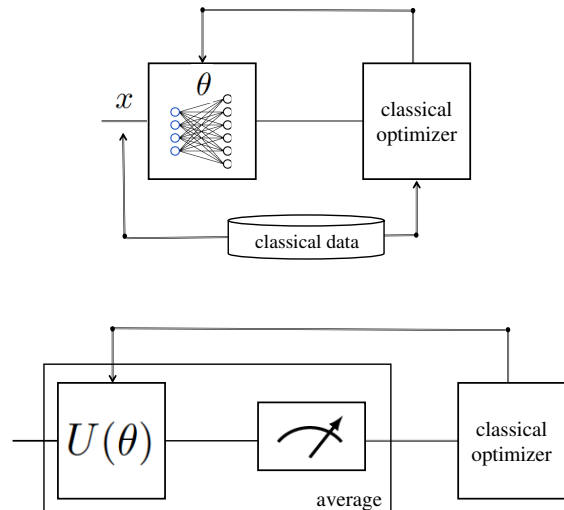 x
θ
classical
optimizer
classical data
U(θ)
classical
optimizer
average